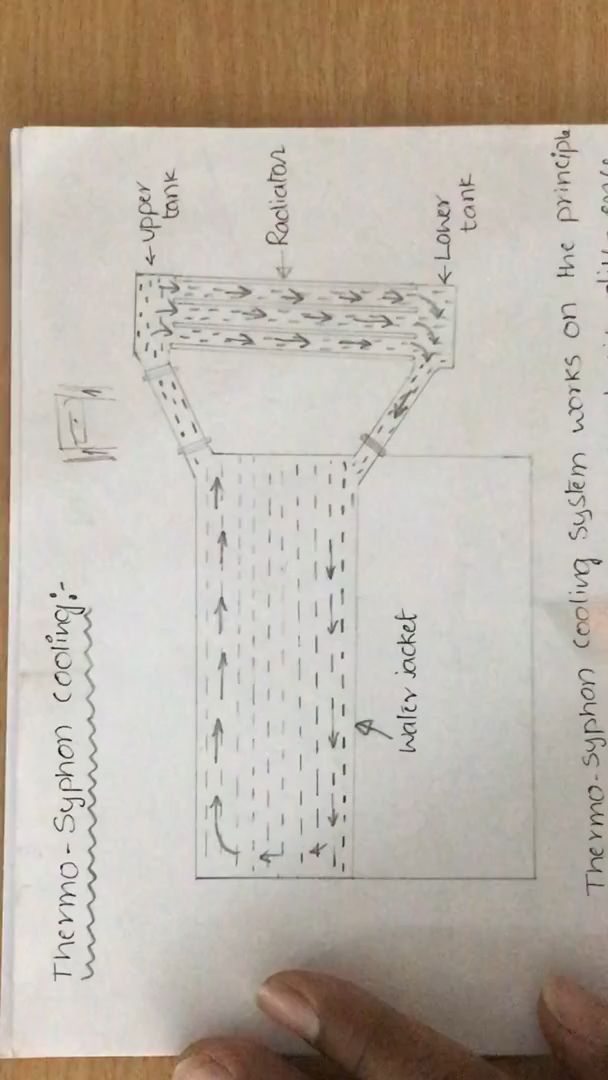 Thermo-Syphon cooling:-
upper
tank
Radiator
Lower
tank
Water jacket
Thermo-Syphon Cooling System works on the principle